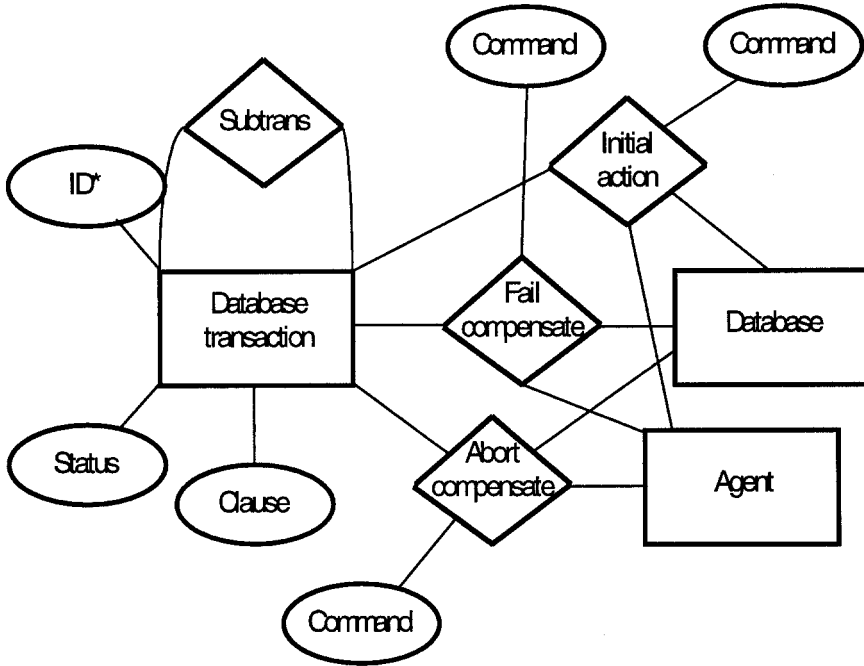 Command
Command
Subtrans
Initial
action
ID*
Database
transaction
Fail
compensate
Database
Status
Clause
Abort
compensate
Agent
Command